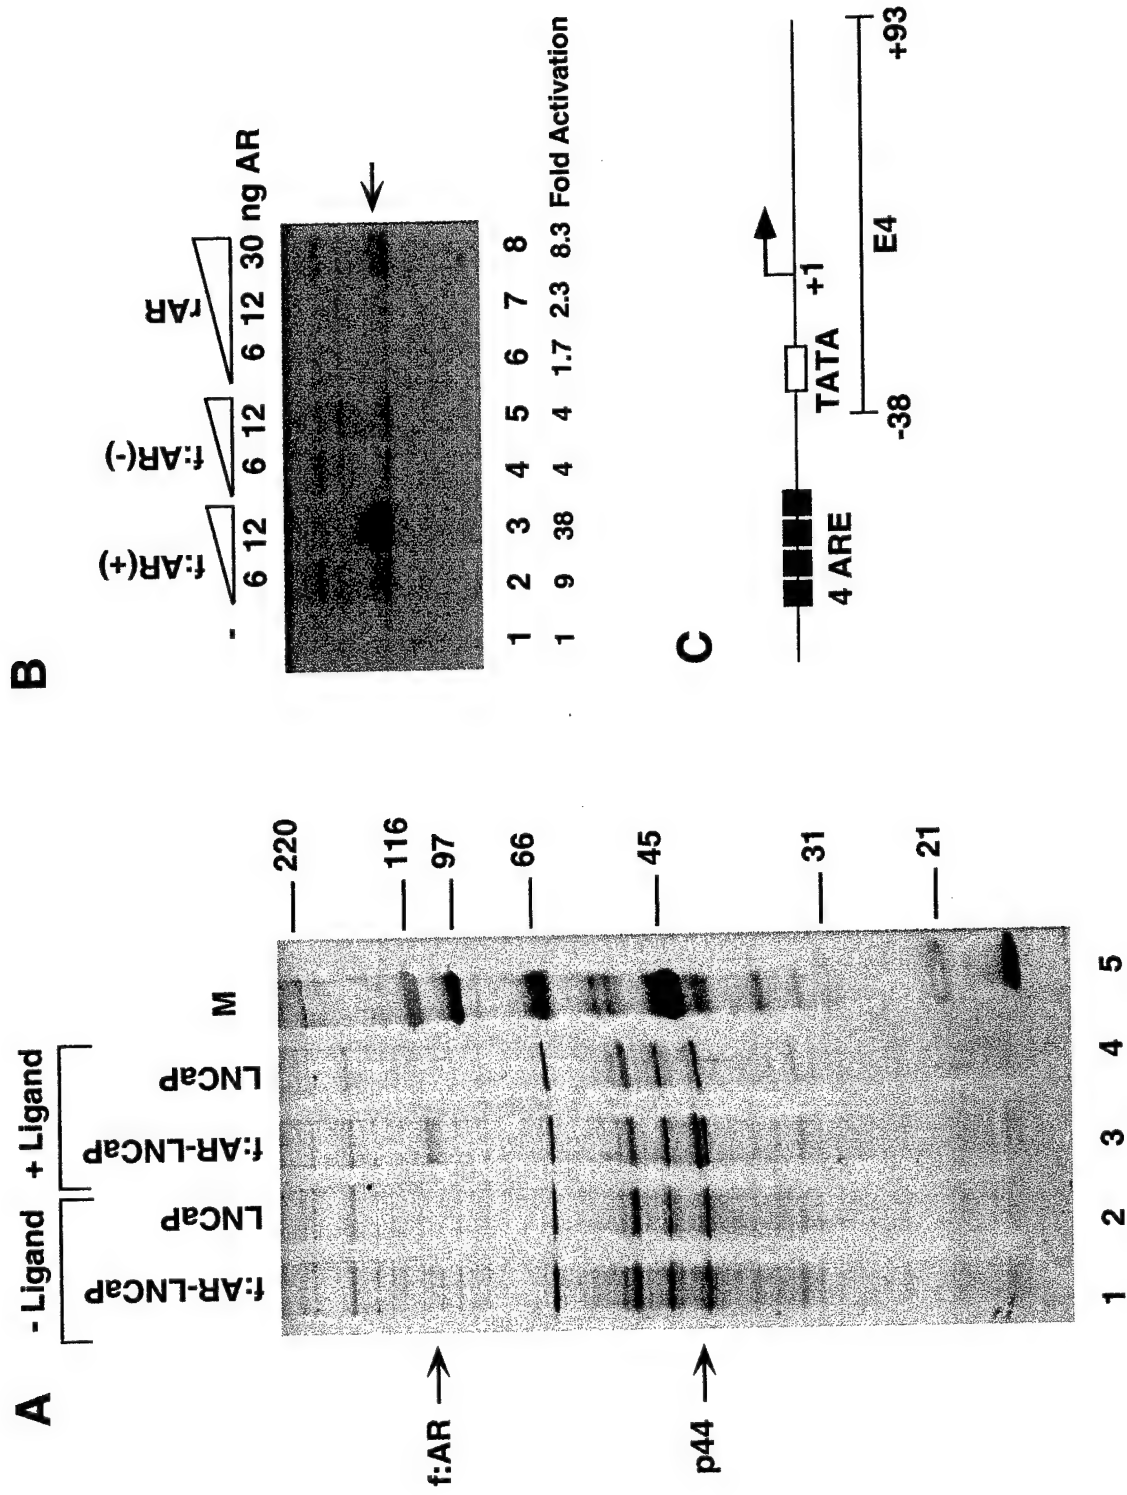 A
- Ligand + Ligand
f:AR-LNCaP LNCaP f:AR-LNCaP LNCaP M
220
116
97
66
45
31
21
f:AR
p44
1 2 3 4 5
B
- f:AR(+) f:AR(-) rAR
6 12 6 12 6 12 30 ng AR
1 2 3 4 5 6 7 8
1 9 38 4 4 1.7 2.3 8.3 Fold Activation
C
4 ARE
TATA
+1
-38
E4
+93